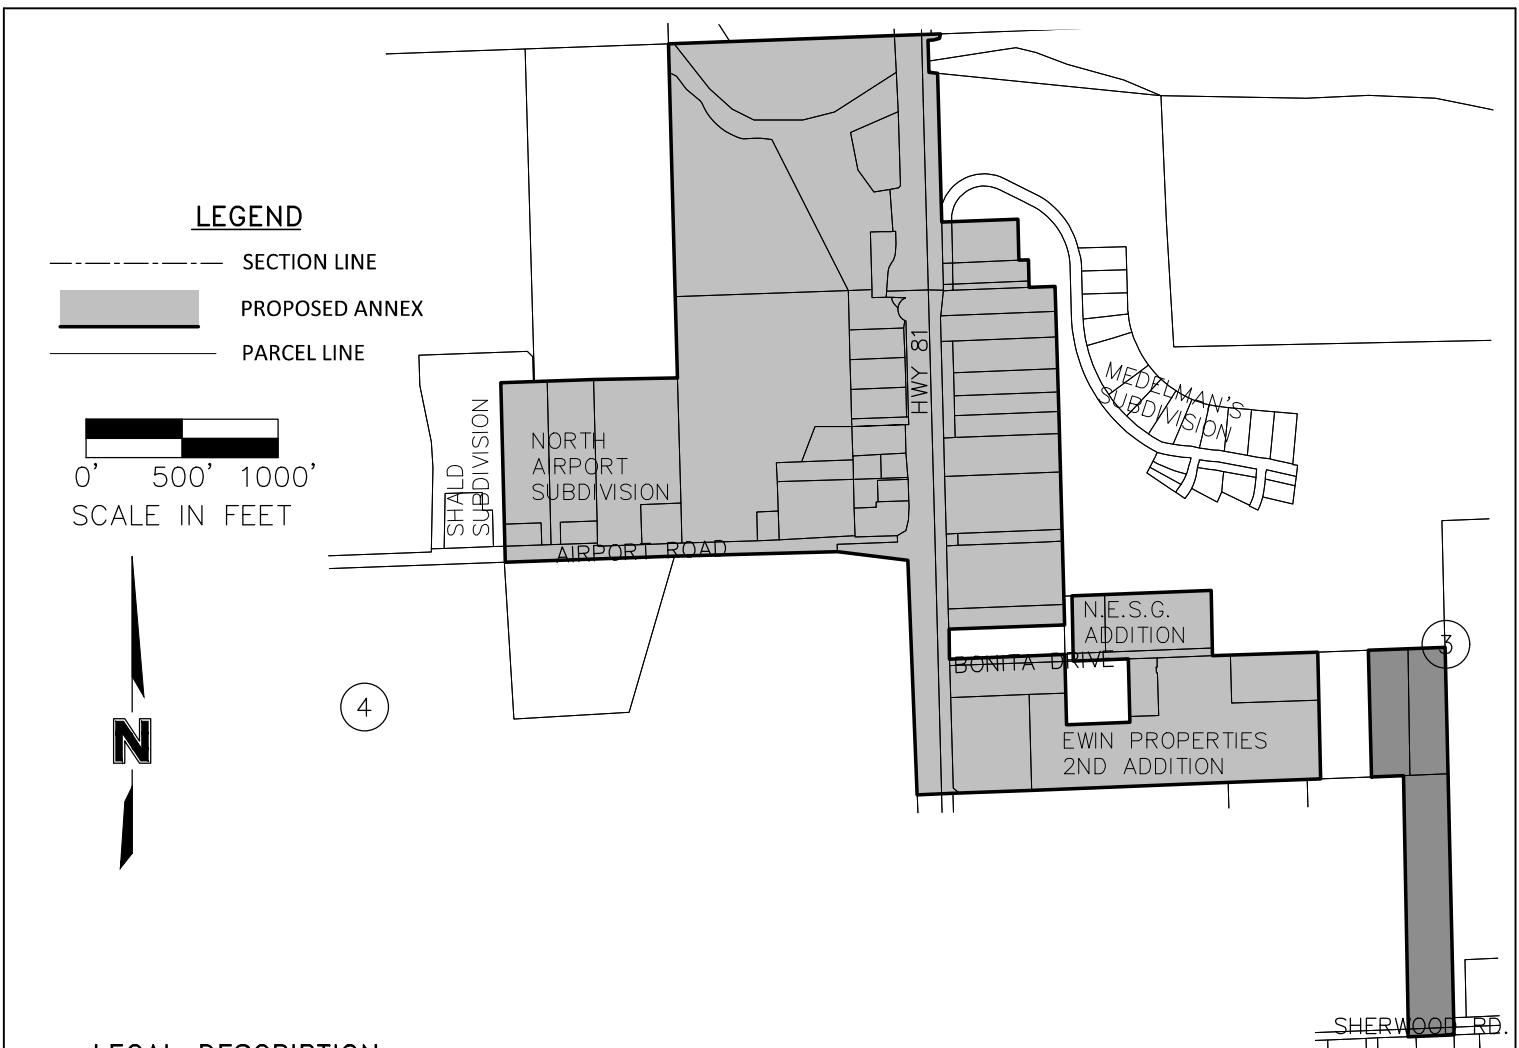 LEGEND
SECTION LINE
PROPOSED ANNEX
PARCEL LINE
0' 500' 1000'
SCALE IN FEET
N
HWY 81
MEDELMAN'S
SUBDIVISION
NORTH
AIRPORT
SUBDIVISION
SHALD
SUBDIVISION
AIRPORT ROAD
N.E.S.G.
ADDITION
BONITA DRIVE
3
4
EWIN PROPERTIES
2ND ADDITION
SHERWOOD RD.
LEGAL DESCRIPTION